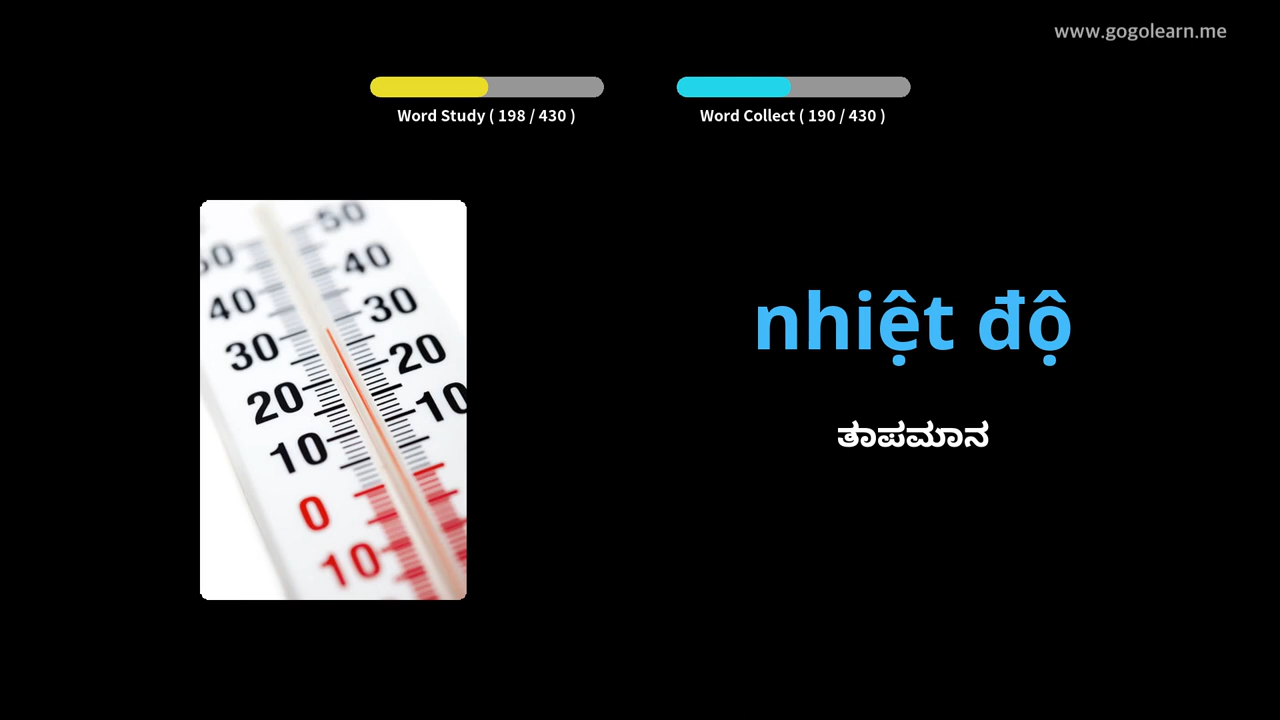 www.gogolearn.me
Word Study ( 198 / 430 )
Word Collect ( 190 / 430 )
nhiệt độ
ತಾಪಮಾನ
50
40
40
30
30
20
20
10
10
0
10